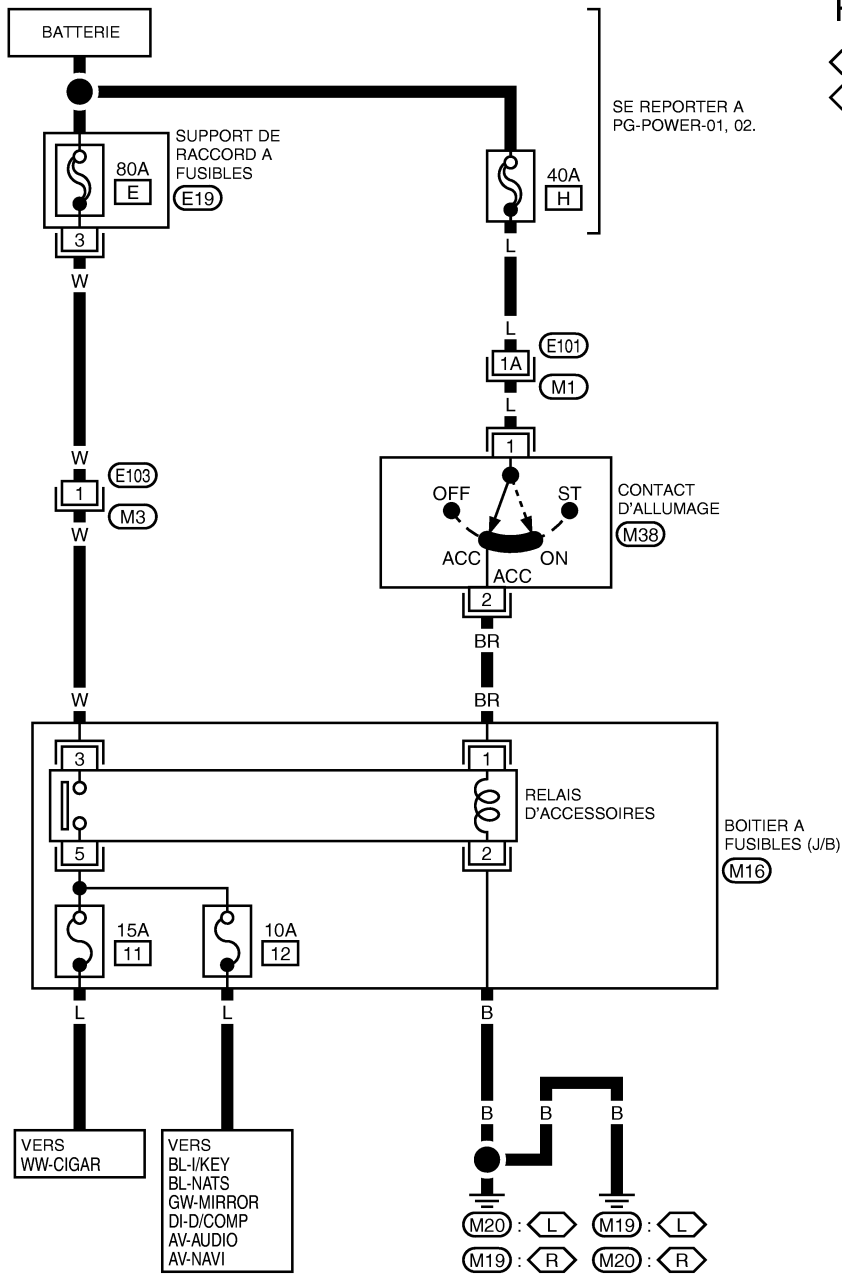 BATTERIE
SE REPORTER A
PG-POWER-01, 02.
SUPPORT DE
RACCORD A
FUSIBLES
E19
80A
E
40A
H
3
L
W
L
E101
1A
M1
L
1
W
E103
1
M3
W
OFF
ST
CONTACT
D'ALLUMAGE
M38
ACC
ON
ACC
2
BR
W
BR
3
1
RELAIS
D'ACCESSOIRES
BOITIER A
FUSIBLES (J/B)
M16
5
2
15A
11
10A
12
L
L
B
B
B
B
VERS
WW-CIGAR
VERS
BL-I/KEY
BL-NATS
GW-MIRROR
DI-D/COMP
AV-AUDIO
AV-NAVI
M20 : L
M19 : L
M19 : R
M20 : R